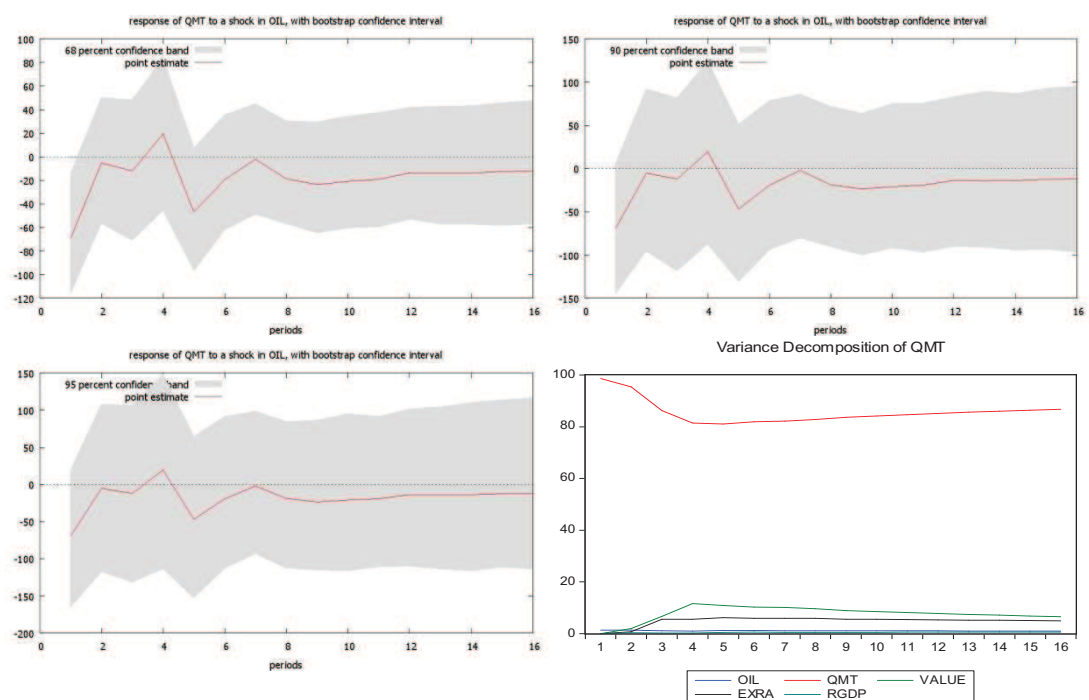 response of QMT to a shock in OIL, with bootstrap confidence interval
100
80
60
40
20
0
-20
-40
-60
-80
-100
-120
68 percent confidence band
point estimate
0 2 4 6 8 10 12 14 16
periods
response of QMT to a shock in OIL, with bootstrap confidence interval
150
100
50
0
-50
-100
-150
90 percent confidence band
point estimate
0 2 4 6 8 10 12 14 16
periods
response of QMT to a shock in OIL, with bootstrap confidence interval
150
100
50
0
-50
-100
-150
-200
95 percent confidence band
point estimate
0 2 4 6 8 10 12 14 16
periods
Variance Decomposition of QMT
100
80
60
40
20
0
1 2 3 4 5 6 7 8 9 10 11 12 13 14 15 16
OIL QMT VALUE
EXRA RGDP